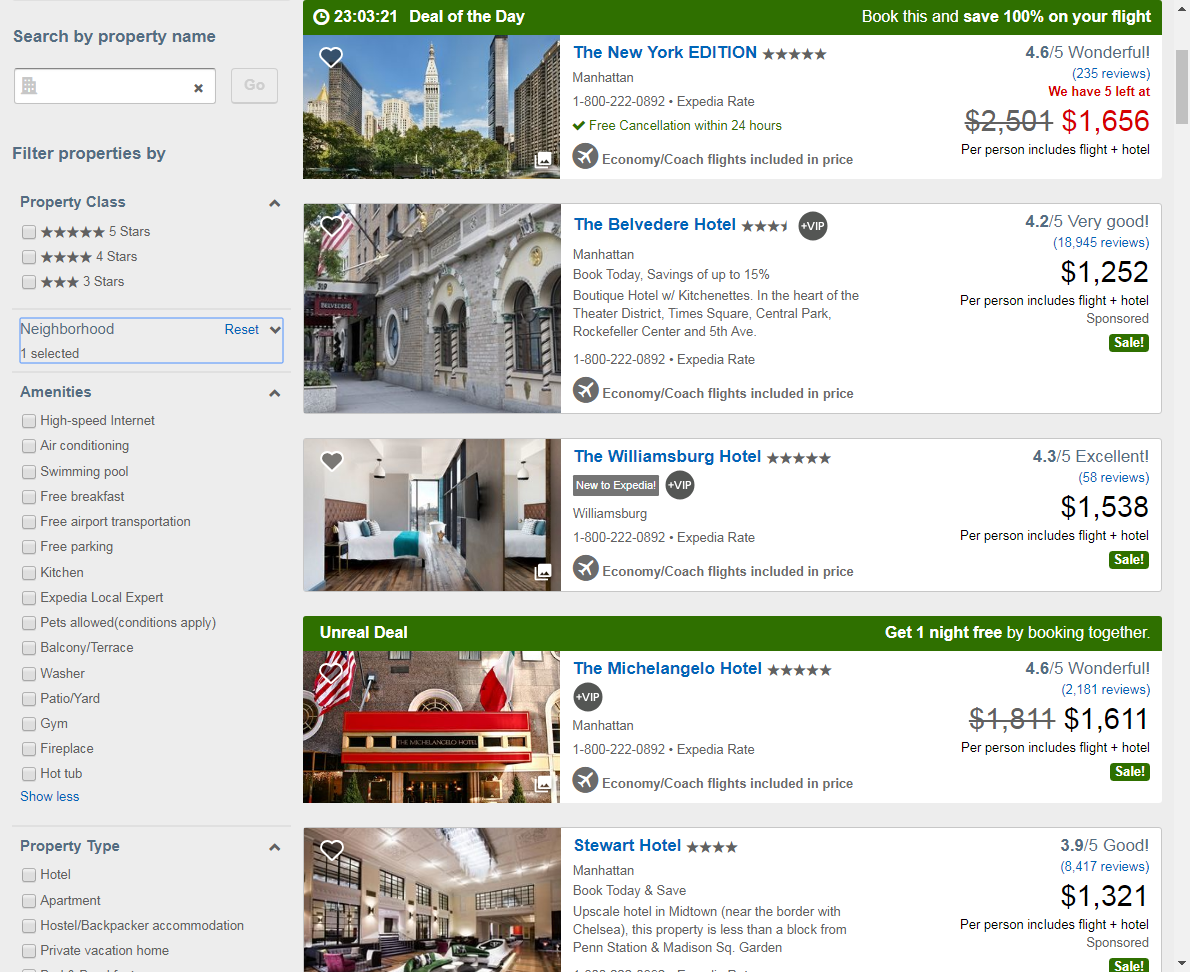 Search by property name
Go
Filter properties by
Property Class
5 Stars
4 Stars
3 Stars
Neighborhood Reset
1 selected
Amenities
High-speed Internet
Air conditioning
Swimming pool
Free breakfast
Free airport transportation
Free parking
Kitchen
Expedia Local Expert
Pets allowed(conditions apply)
Balcony/Terrace
Washer
Patio/Yard
Gym
Fireplace
Hot tub
Show less
Property Type
Hotel
Apartment
Hostel/Backpacker accommodation
Private vacation home
23:03:21 Deal of the Day Book this and save 100% on your flight
The New York EDITION 4.6/5 Wonderful!
Manhattan (235 reviews)
We have 5 left at
1-800-222-0892 • Expedia Rate
$2,501 $1,656
Free Cancellation within 24 hours
Per person includes flight + hotel
Economy/Coach flights included in price
The Belvedere Hotel +VIP 4.2/5 Very good!
(18,945 reviews)
Manhattan
$1,252
Book Today, Savings of up to 15%
Boutique Hotel w/ Kitchenettes. In the heart of the
Theater District, Times Square, Central Park,
Rockefeller Center and 5th Ave.
Per person includes flight + hotel
Sponsored
Sale!
1-800-222-0892 • Expedia Rate
Economy/Coach flights included in price
319
BELVEDERE
The Williamsburg Hotel 4.3/5 Excellent!
(58 reviews)
New to Expedia! +VIP
$1,538
Williamsburg
1-800-222-0892 • Expedia Rate
Per person includes flight + hotel
Sale!
Economy/Coach flights included in price
Unreal Deal Get 1 night free by booking together.
The Michelangelo Hotel 4.6/5 Wonderful!
(2,181 reviews)
+VIP
$1,811 $1,611
Manhattan
1-800-222-0892 • Expedia Rate
Per person includes flight + hotel
Sale!
Economy/Coach flights included in price
THE MICHELANGELO HOTEL
Stewart Hotel 3.9/5 Good!
(8,417 reviews)
Manhattan
$1,321
Book Today & Save
Upscale hotel in Midtown (near the border with
Chelsea), this property is less than a block from
Penn Station & Madison Sq. Garden
Per person includes flight + hotel
Sponsored
Sale!